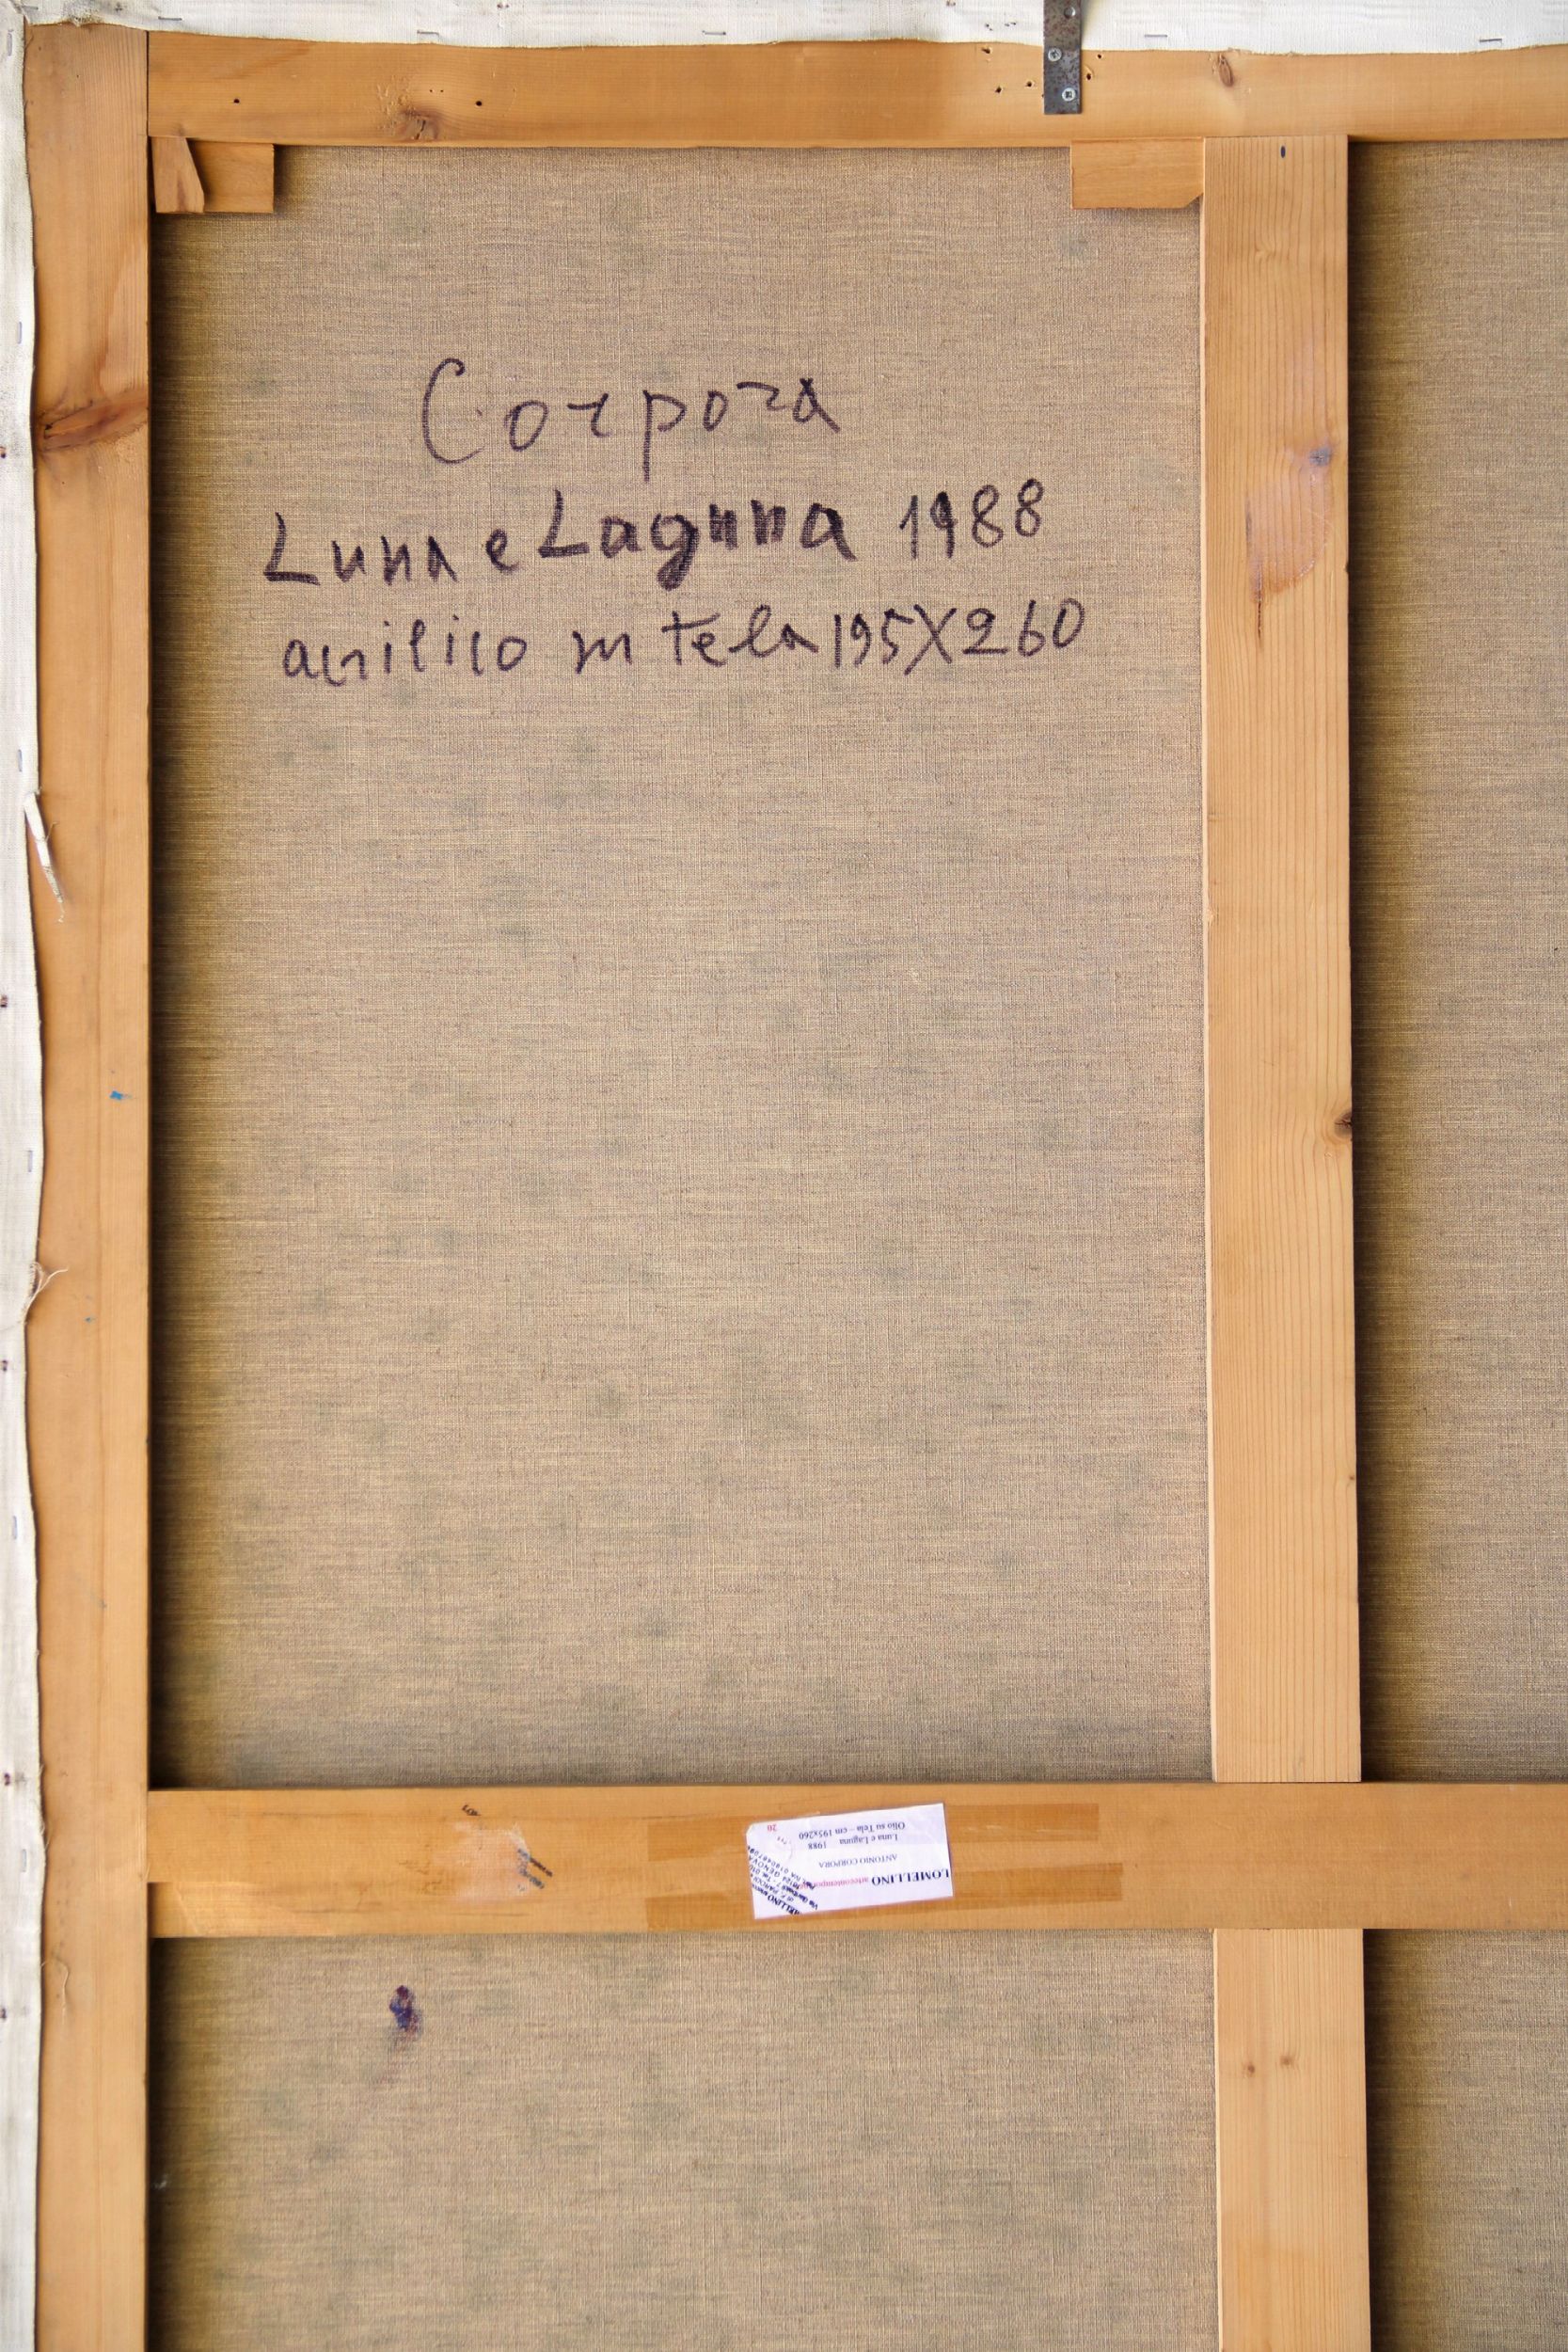 Corpora
Luna e Laguna 1988
acrilico su tela 195X260
LOMELLINO
ANTONIO CORPORA
Luna e Laguna 1988
Olio su Tela - cm 195x260